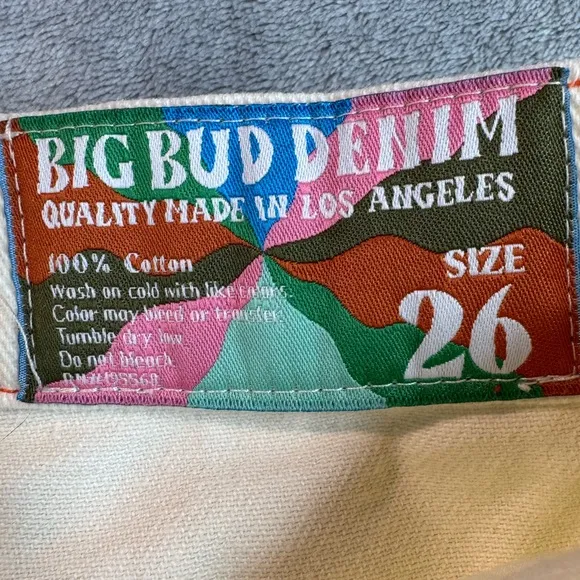 BIG BUD DENIM
QUALITY MADE IN LOS ANGELES
100% Cotton
Wash on cold with like colors.
Color may bleed or transfer.
Tumble dry low.
Do not bleach.
SIZE
26